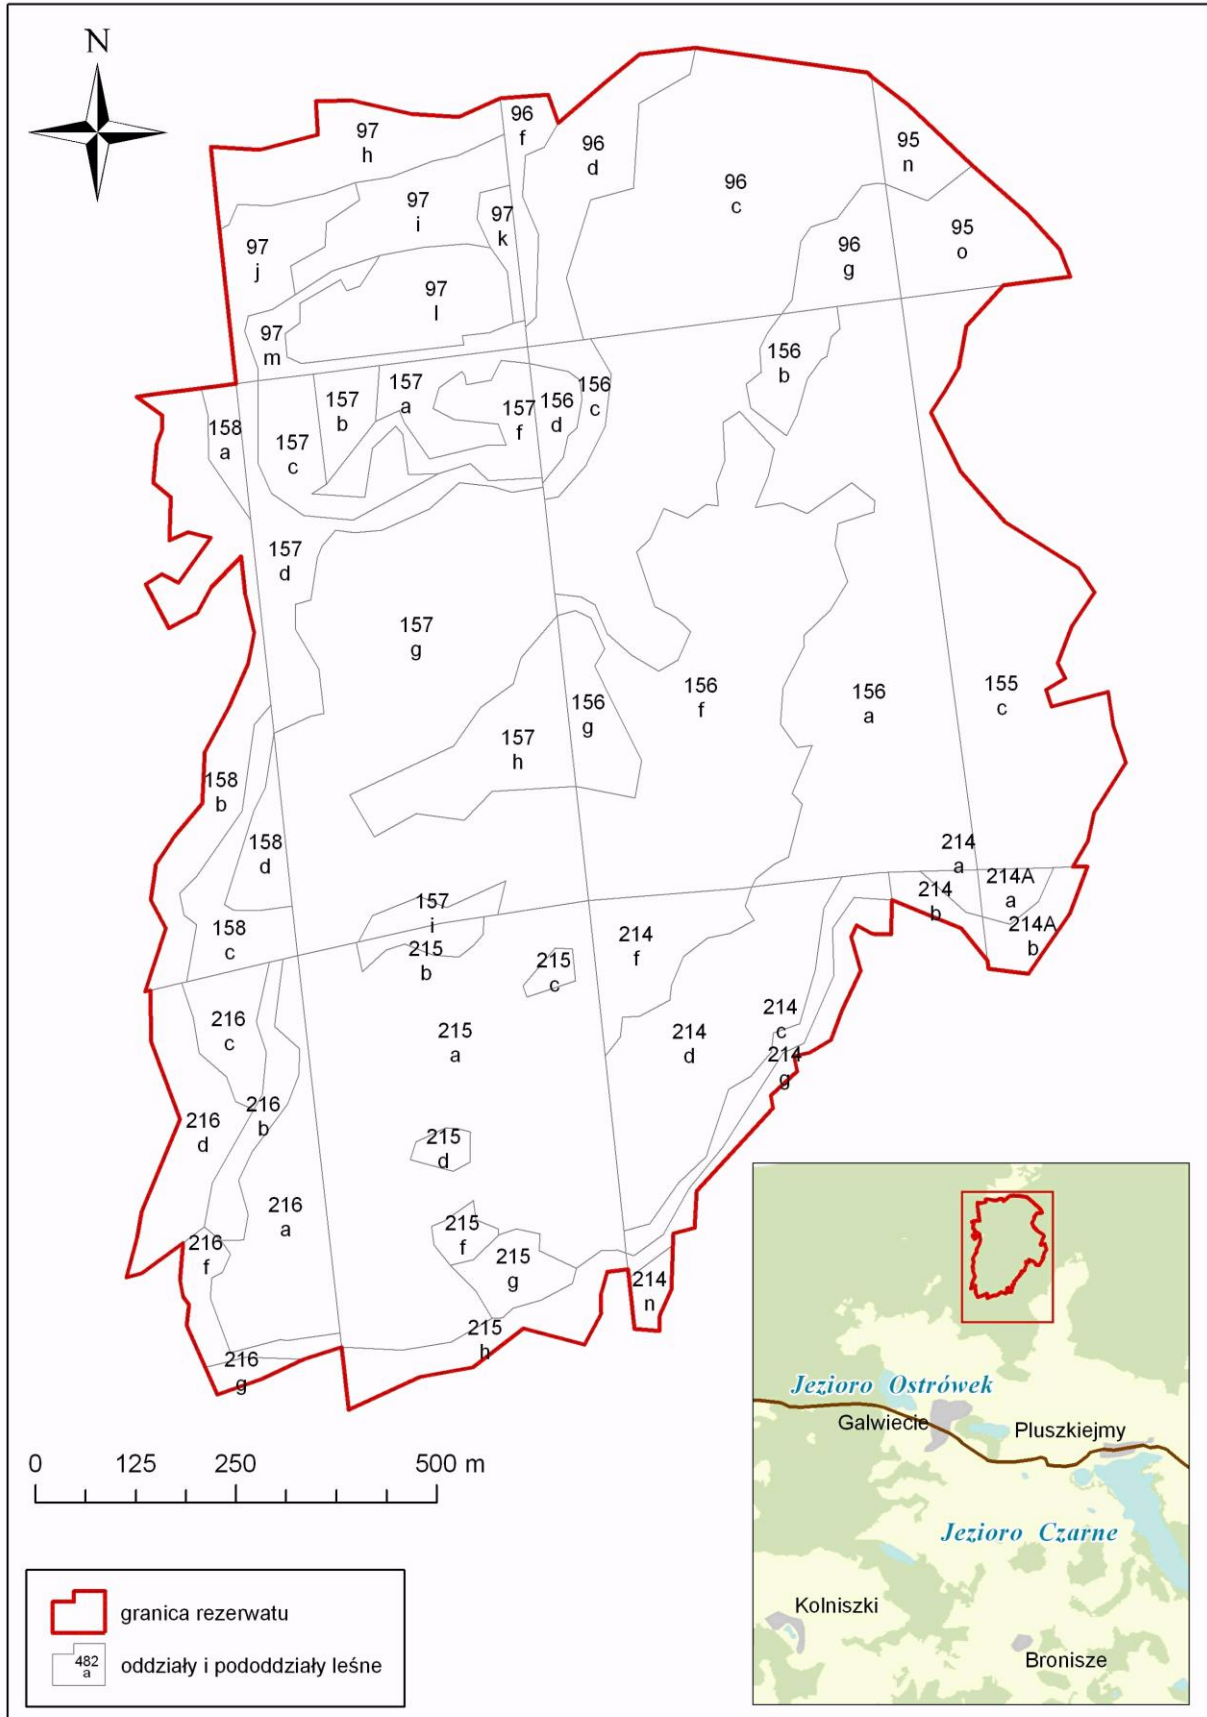 N
97
h
96
f
96
d
96
c
95
n
97
i
97
k
97
j
96
g
95
o
97
l
97
m
156
b
157
a
157
b
157
f
156
d
156
c
158
a
157
c
157
d
157
g
156
g
156
f
156
a
155
c
157
h
158
b
158
d
157
i
158
c
214
a
214A
a
214
b
214A
b
214
f
215
b
215
c
216
c
215
a
214
c
214
d
214
g
216
b
216
d
215
d
216
a
215
f
215
g
216
f
214
n
215
h
216
g
0 125 250 500 m
granica rezerwatu
482
a
oddziały i pododdziały leśne
Jezioro Ostrówek
Galwiecie
Pluszkiejmy
Jezioro Czarne
Kolniszki
Bronisze